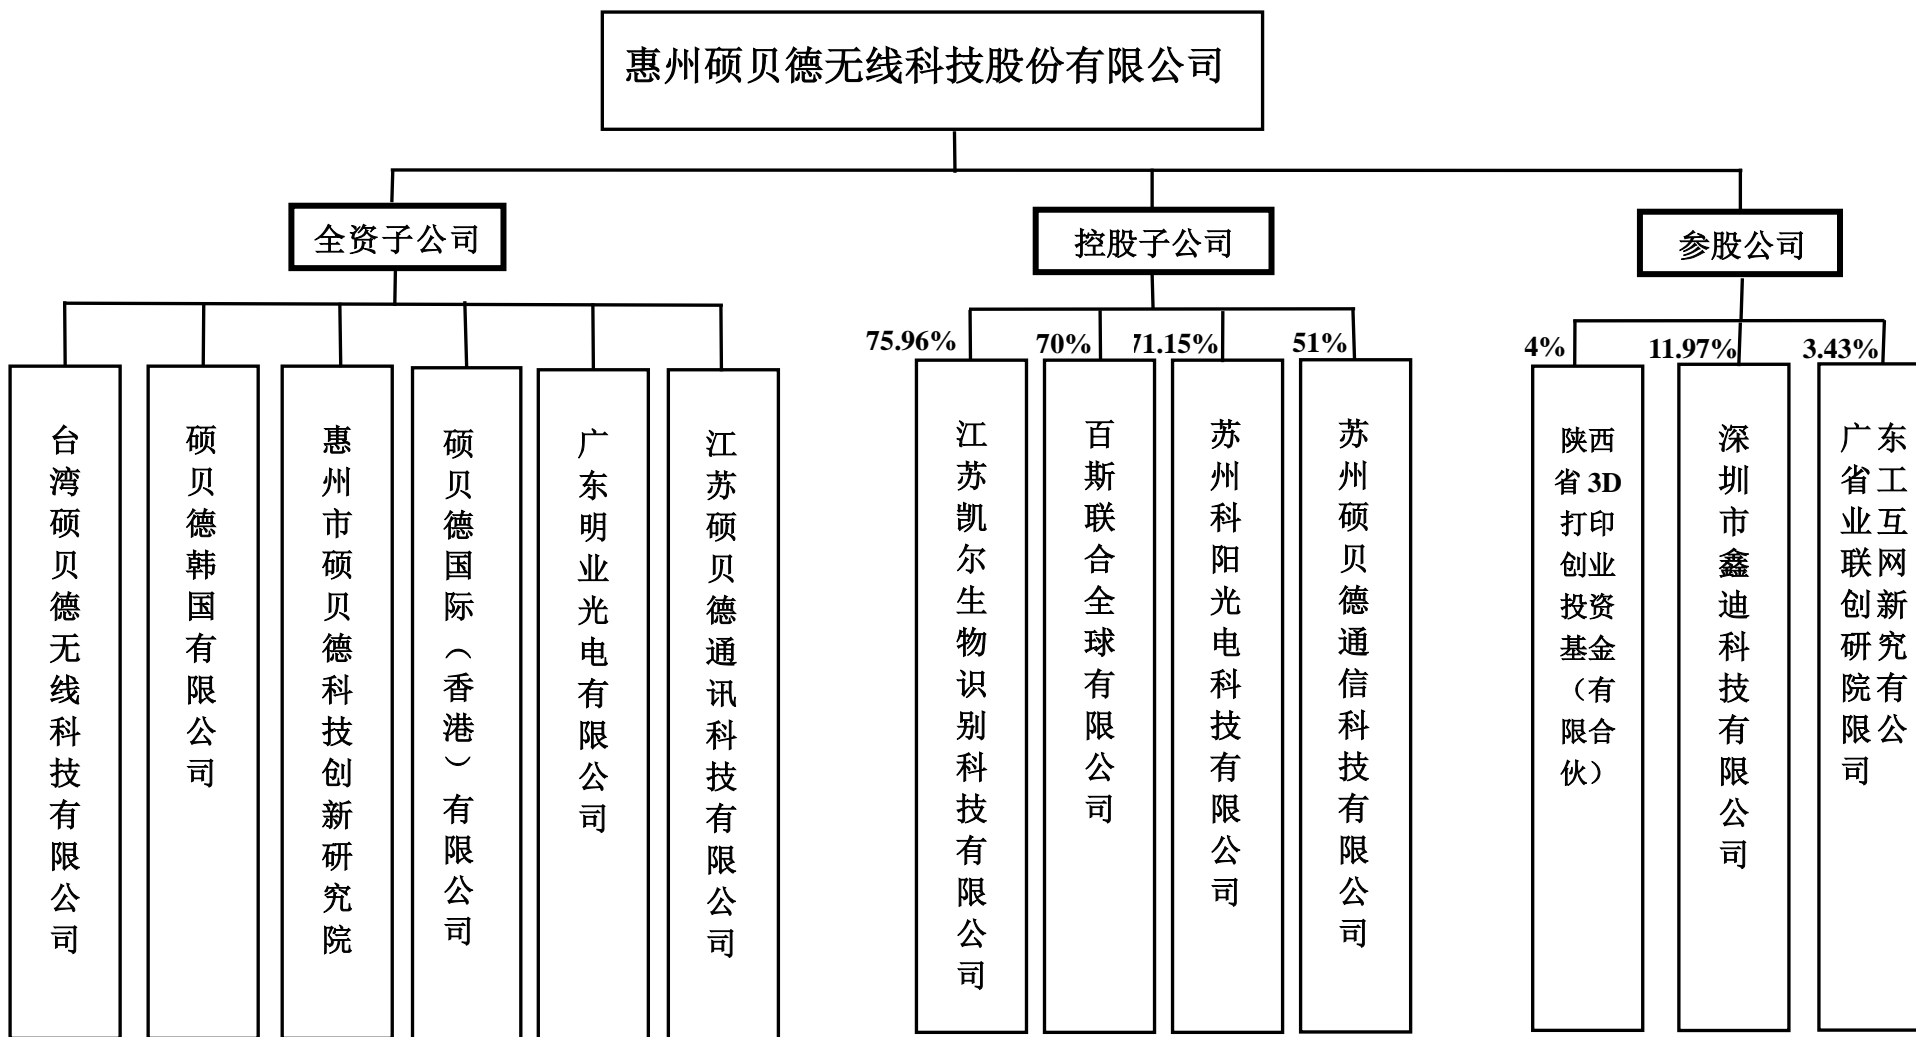 惠州硕贝德无线科技股份有限公司
全资子公司
控股子公司
参股公司
75.96%
70%
71.15%
51%
4%
11.97%
3.43%
台湾硕贝德无线科技有限公司
硕贝德韩国有限公司
惠州市硕贝德科技创新研究院
硕贝德国际（香港）有限公司
广东明业光电有限公司
江苏硕贝德通讯科技有限公司
江苏凯尔生物识别科技有限公司
百斯联合全球有限公司
苏州科阳光电科技有限公司
苏州硕贝德通信科技有限公司
陕西
省3D
打印
创业
投资
基金
（有
限合
伙）
深圳市鑫迪科技有限公司
广东
省工
业互
联网
创新
研究
院有
限公
司